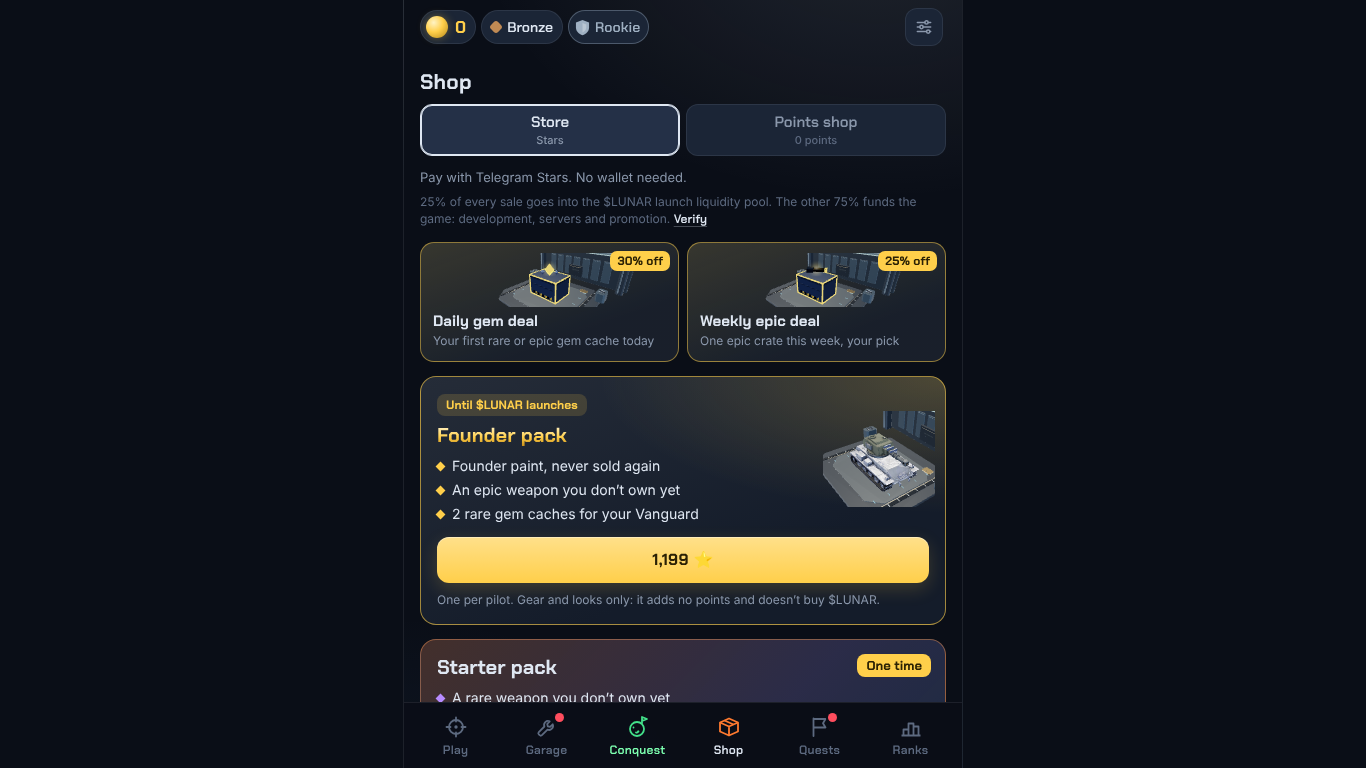 0
Bronze
Rookie
Shop
Store
Stars
Points shop
0 points
Pay with Telegram Stars. No wallet needed.
25% of every sale goes into the $LUNAR launch liquidity pool. The other 75% funds the
game: development, servers and promotion. Verify
30% off
Daily gem deal
Your first rare or epic gem cache today
25% off
Weekly epic deal
One epic crate this week, your pick
Until $LUNAR launches
Founder pack
Founder paint, never sold again
An epic weapon you don’t own yet
2 rare gem caches for your Vanguard
1,199
One per pilot. Gear and looks only: it adds no points and doesn’t buy $LUNAR.
Starter pack
One time
A rare weapon you don’t own yet
Play
Garage
Conquest
Shop
Quests
Ranks